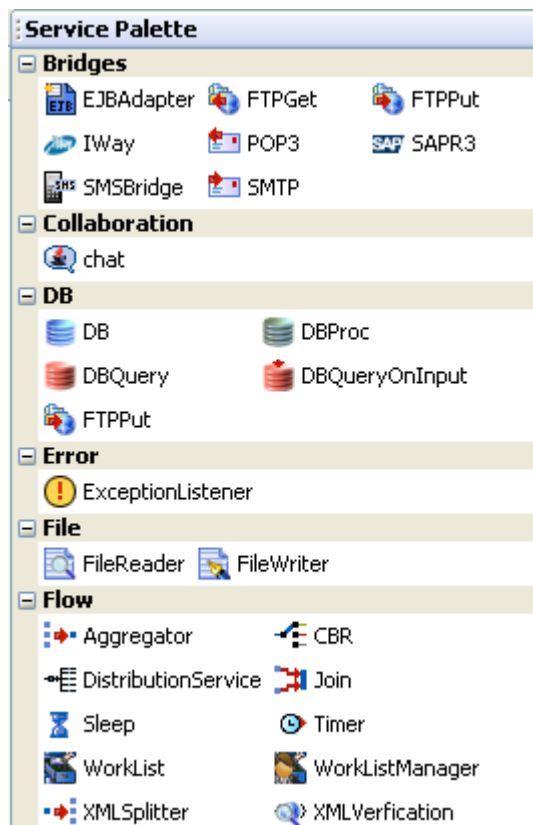 Service Palette
Bridges
EJBAdapter FTPGet FTPPut
IWay POP3 SAPR3
SMSBridge SMTP
Collaboration
chat
DB
DB DBProc
DBQuery DBQueryOnInput
FTPPut
Error
ExceptionListener
File
FileReader FileWriter
Flow
Aggregator CBR
DistributionService Join
Sleep Timer
WorkList WorkListManager
XMLSplitter XMLVerfication